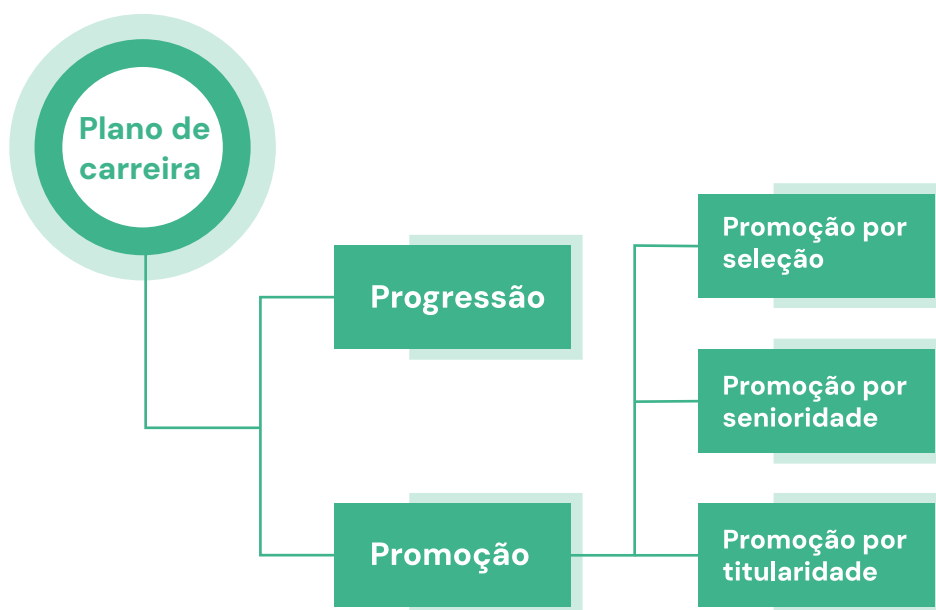 Plano de
carreira
Progressão
Promoção
Promoção por
seleção
Promoção por
senioridade
Promoção por
titularidade